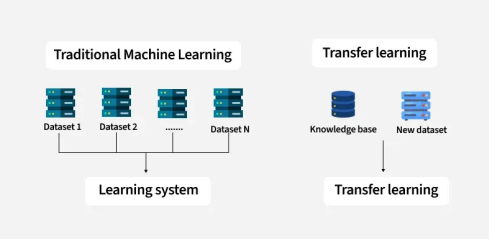 Traditional Machine Learning
Transfer learning
Dataset 1
Dataset 2
.......
Dataset N
Knowledge base
New dataset
Learning system
Transfer learning